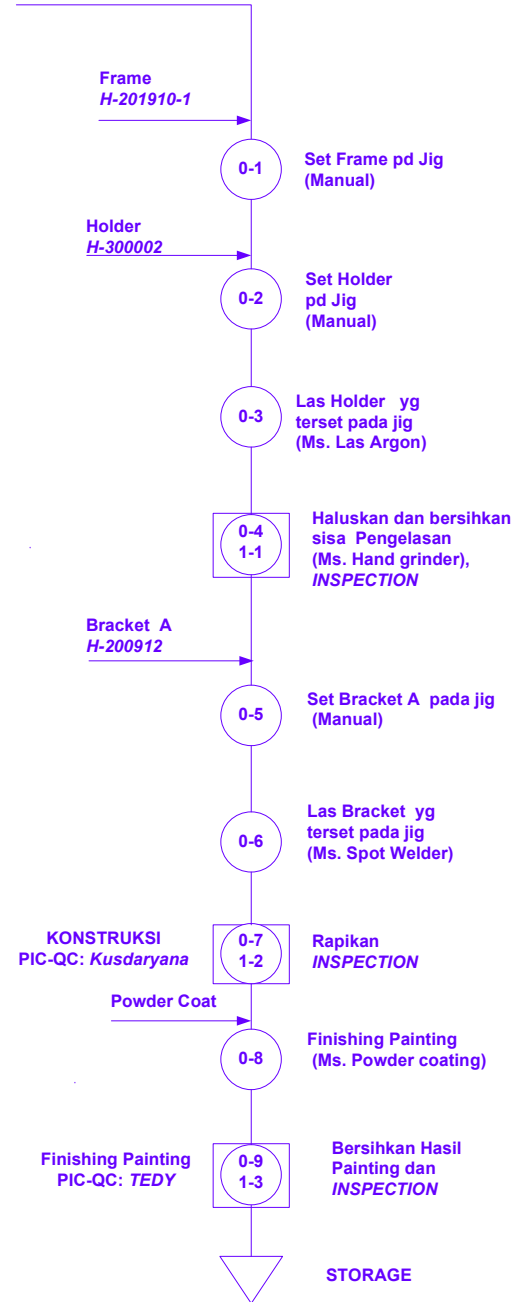 Frame
H-201910-1
0-1
Set Frame pd Jig
(Manual)
Holder
H-300002
0-2
Set Holder
pd Jig
(Manual)
0-3
Las Holder yg
terset pada jig
(Ms. Las Argon)
0-4
1-1
Haluskan dan bersihkan
sisa Pengelasan
(Ms. Hand grinder),
INSPECTION
Bracket A
H-200912
0-5
Set Bracket A pada jig
(Manual)
0-6
Las Bracket yg
terset pada jig
(Ms. Spot Welder)
KONSTRUKSI
PIC-QC: Kusdaryana
0-7
1-2
Rapikan
INSPECTION
Powder Coat
0-8
Finishing Painting
(Ms. Powder coating)
Finishing Painting
PIC-QC: TEDY
0-9
1-3
Bersihkan Hasil
Painting dan
INSPECTION
STORAGE